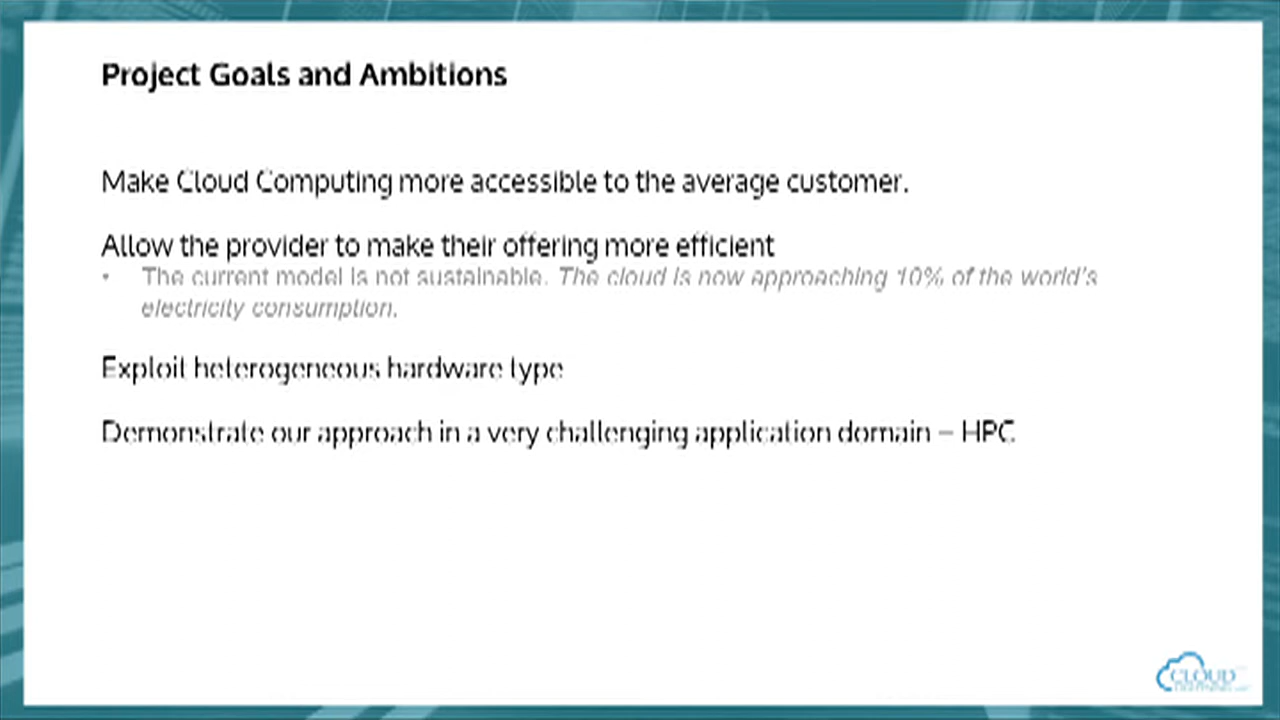 Project Goals and Ambitions
Make Cloud Computing more accessible to the average customer.
Allow the provider to make their offering more efficient
• The current model is not sustainable. The cloud is now approaching 10% of the world's
electricity consumption.
Exploit heterogeneous hardware type
Demonstrate our approach in a very challenging application domain – HPC
CLOUD